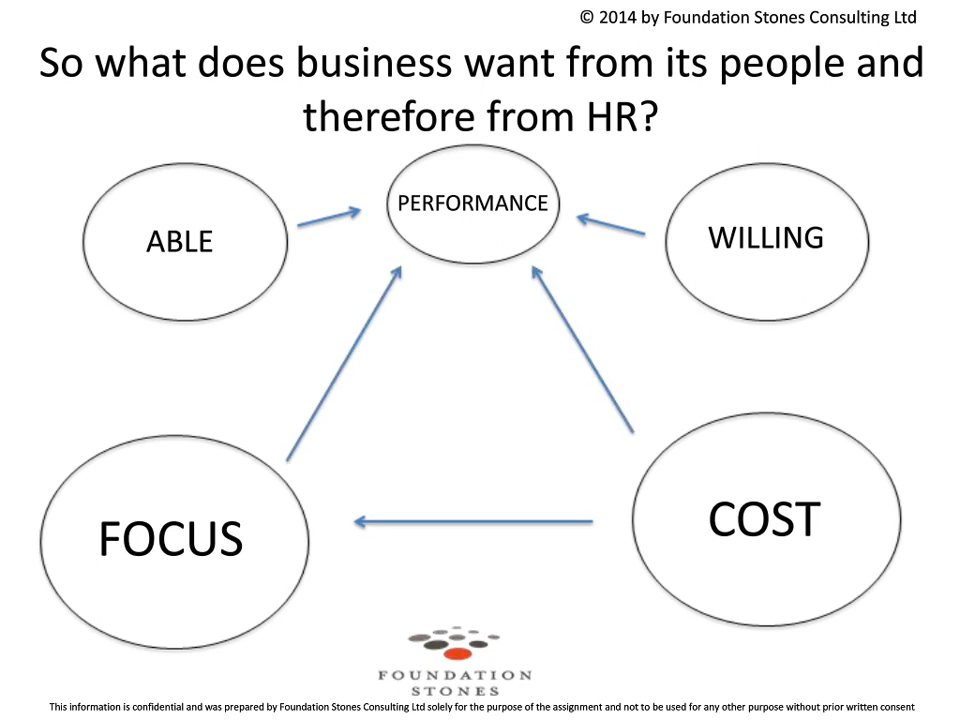 © 2014 by Foundation Stones Consulting Ltd
So what does business want from its people and
therefore from HR?
ABLE
PERFORMANCE
WILLING
FOCUS
COST
FOUNDATION
STONES
This information is confidential and was prepared by Foundation Stones Consulting Ltd solely for the purpose of the assignment and not to be used for any other purpose without prior written consent